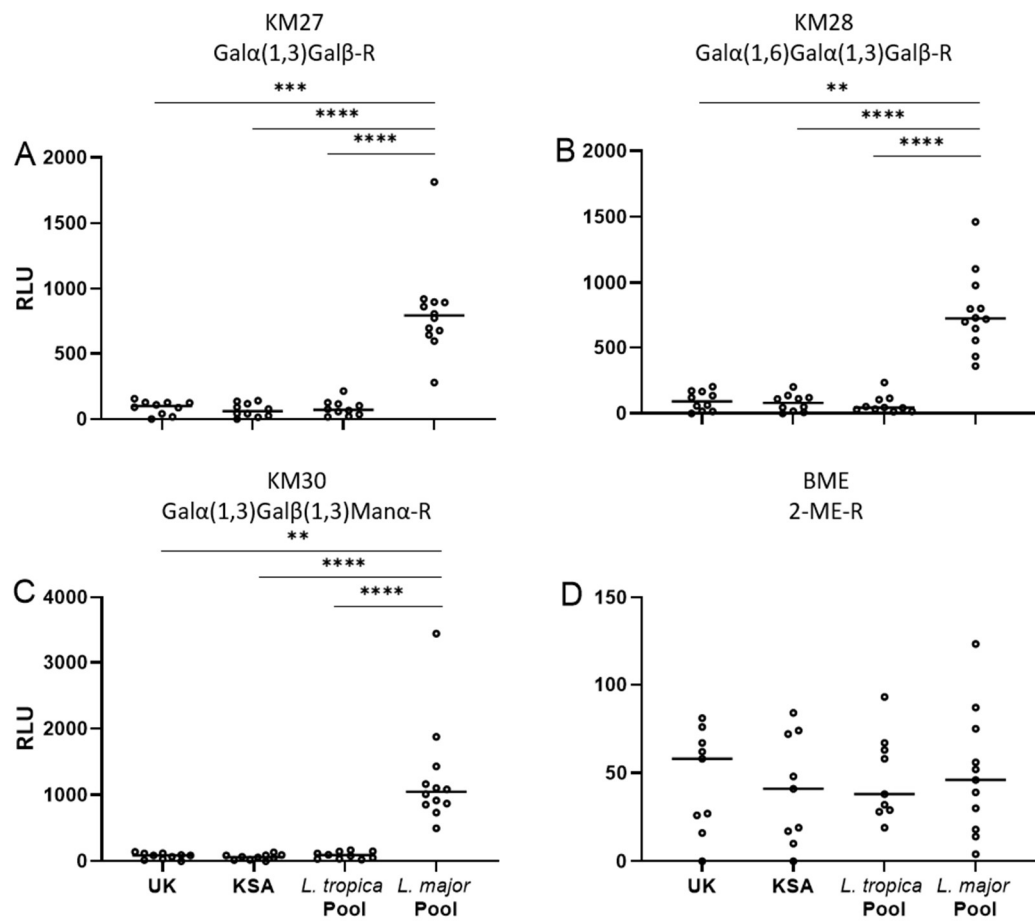 KM27
Galα(1,3)Galβ-R
***
****
****
A
2000
1500
1000
500
0
RLU
KM28
Galα(1,6)Galα(1,3)Galβ-R
**
****
****
B
2000
1500
1000
500
0
KM30
Galα(1,3)Galβ(1,3)Manα-R
**
****
****
C
4000
3000
2000
1000
0
RLU
UK KSA L. tropica L. major
Pool Pool
BME
2-ME-R
D
150
100
50
0
UK KSA L. tropica L. major
Pool Pool